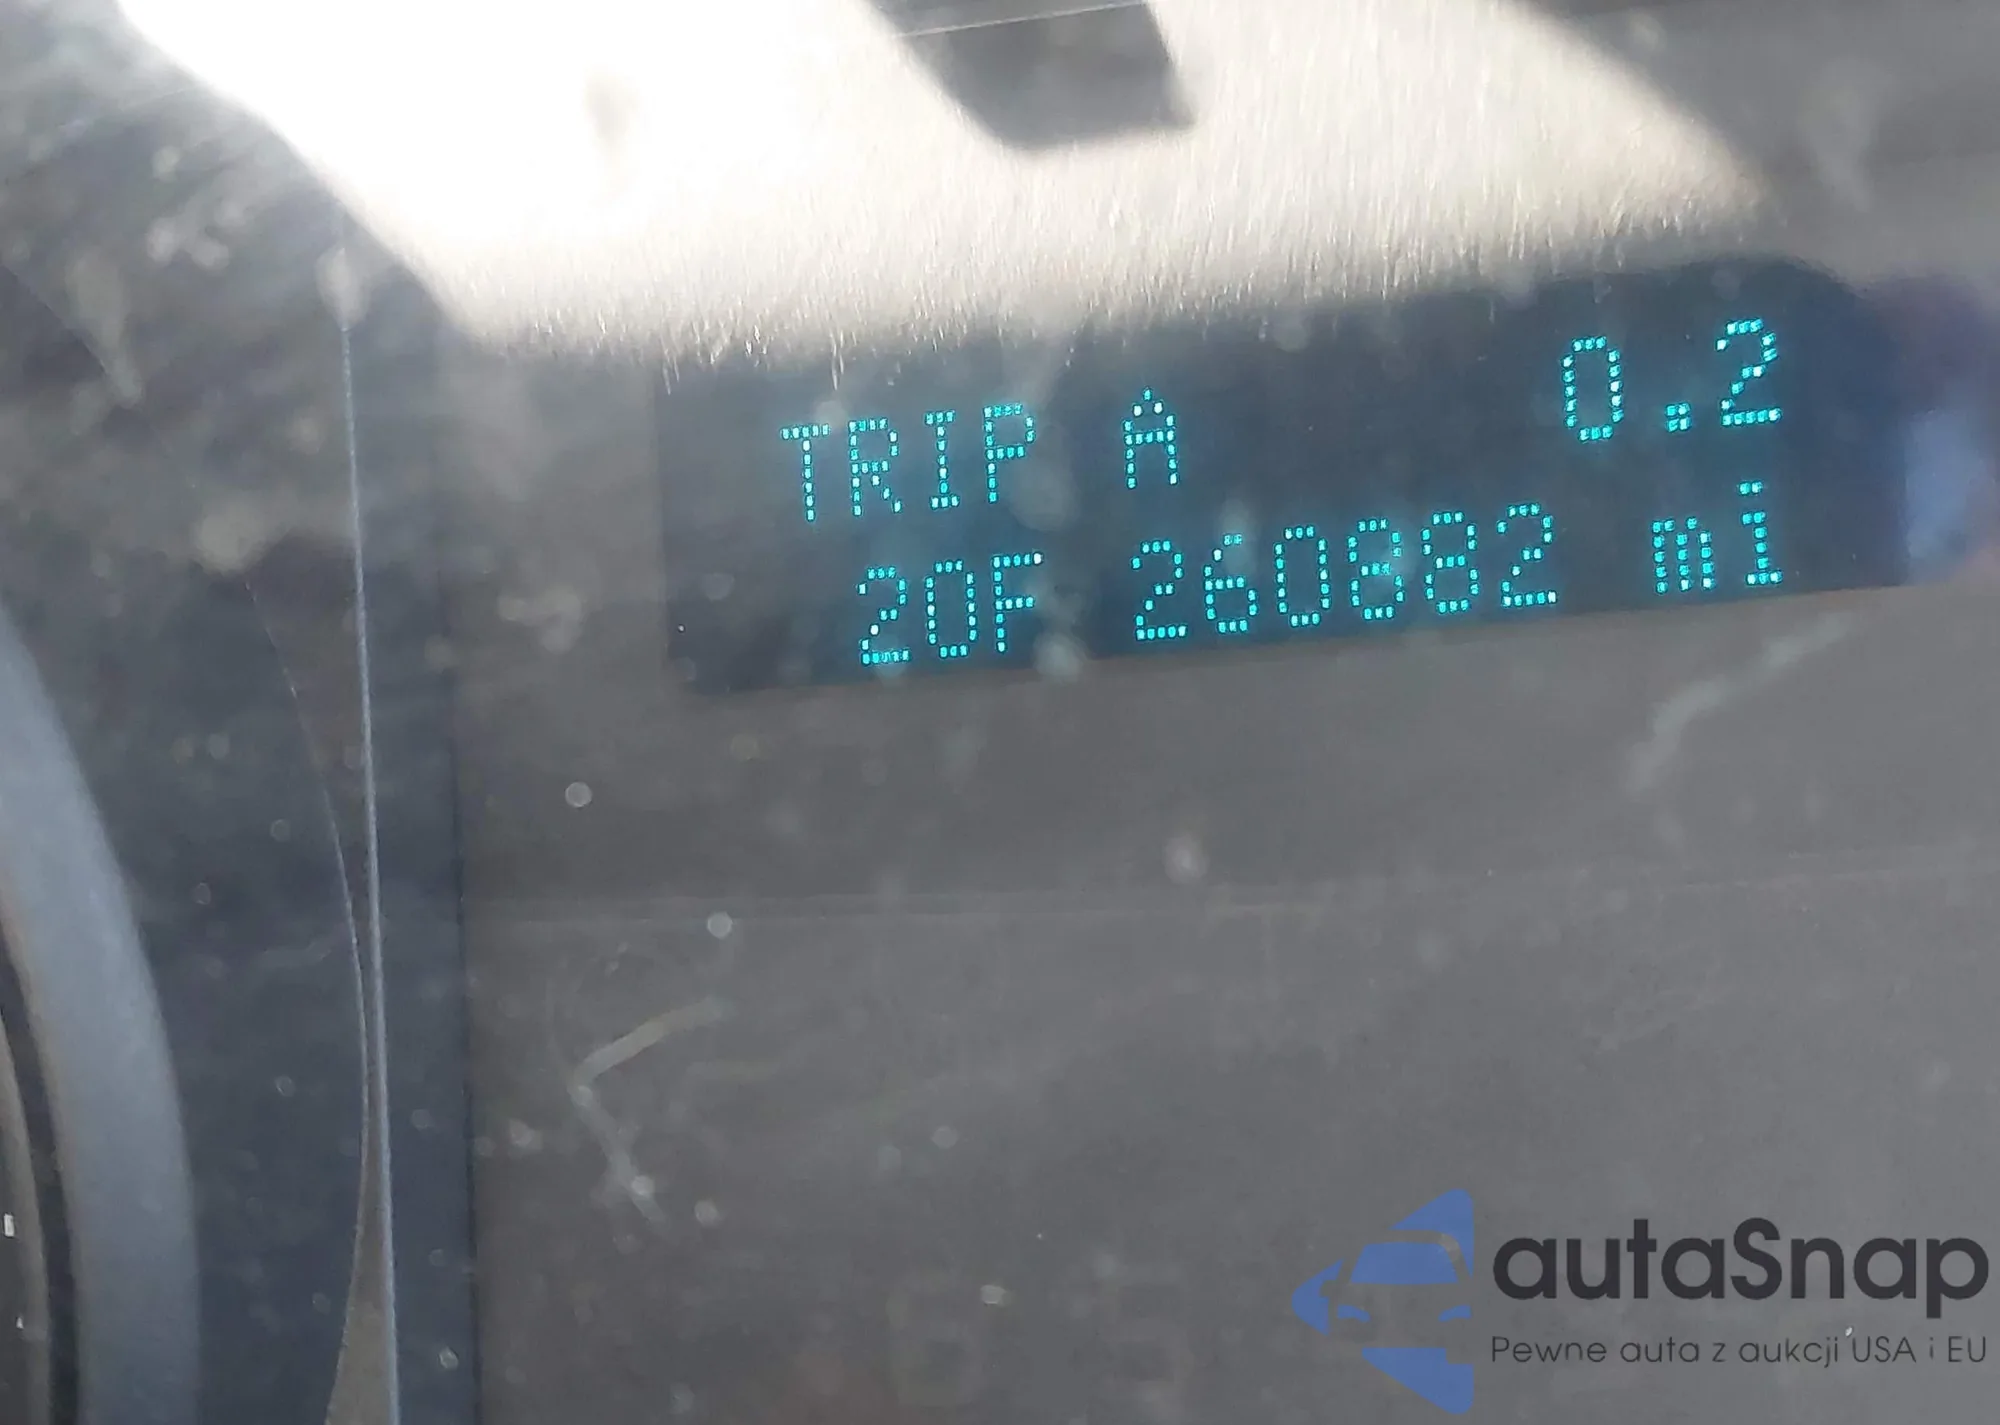 TRIP A 0.2
20F 260882 mi
autaSnap
Pewne auta z aukcji USA i EU